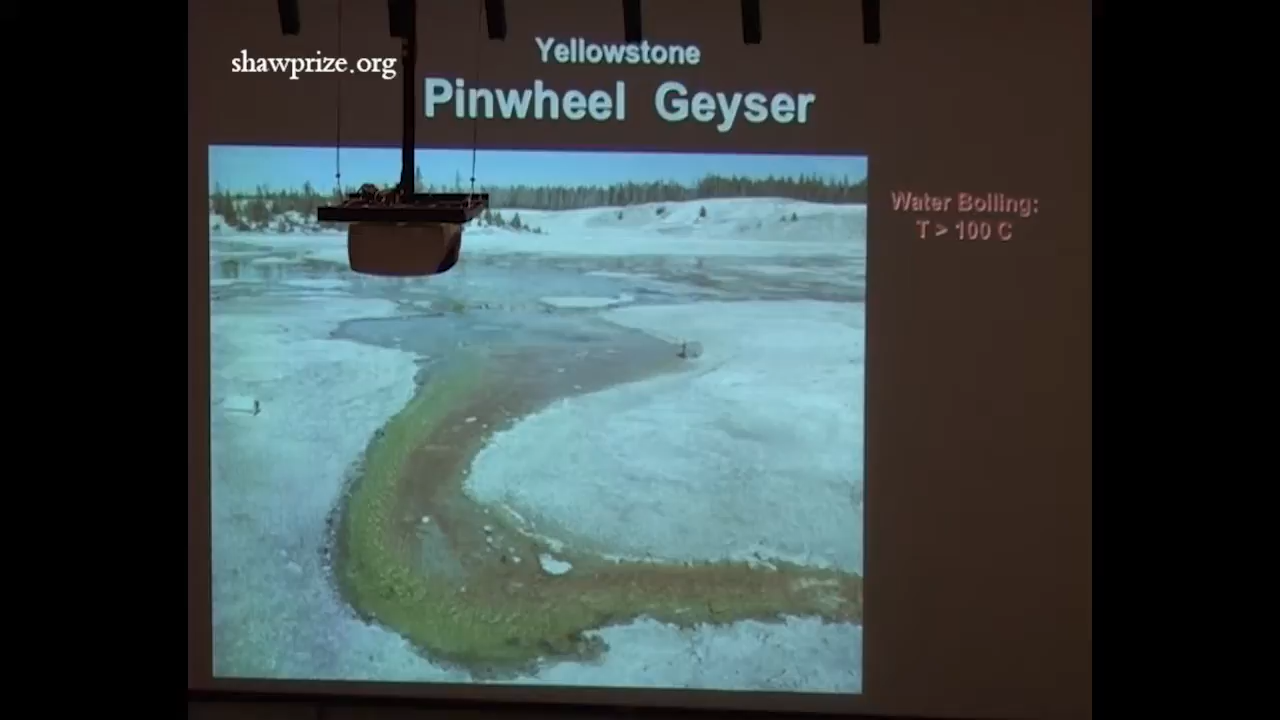 shawprize.org
Yellowstone
Pinwheel Geyser
Water Boiling:
T > 100 C